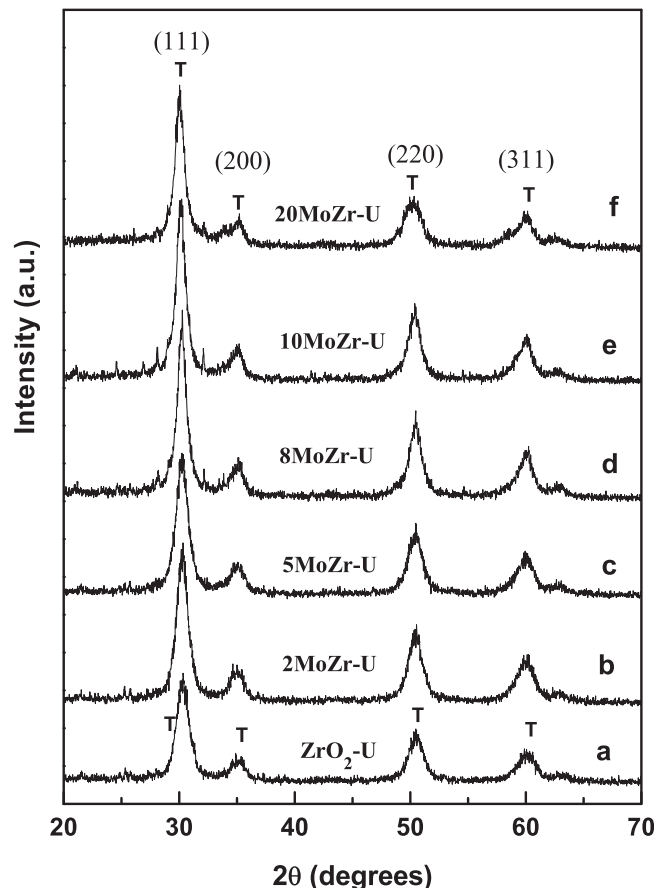 (111)
T
(200)
T
(220)
T
(311)
T
20MoZr-U
f
10MoZr-U
e
8MoZr-U
d
5MoZr-U
c
2MoZr-U
b
T
T
T
T
ZrO₂-U
a
Intensity (a.u.)
20 30 40 50 60 70
2θ (degrees)